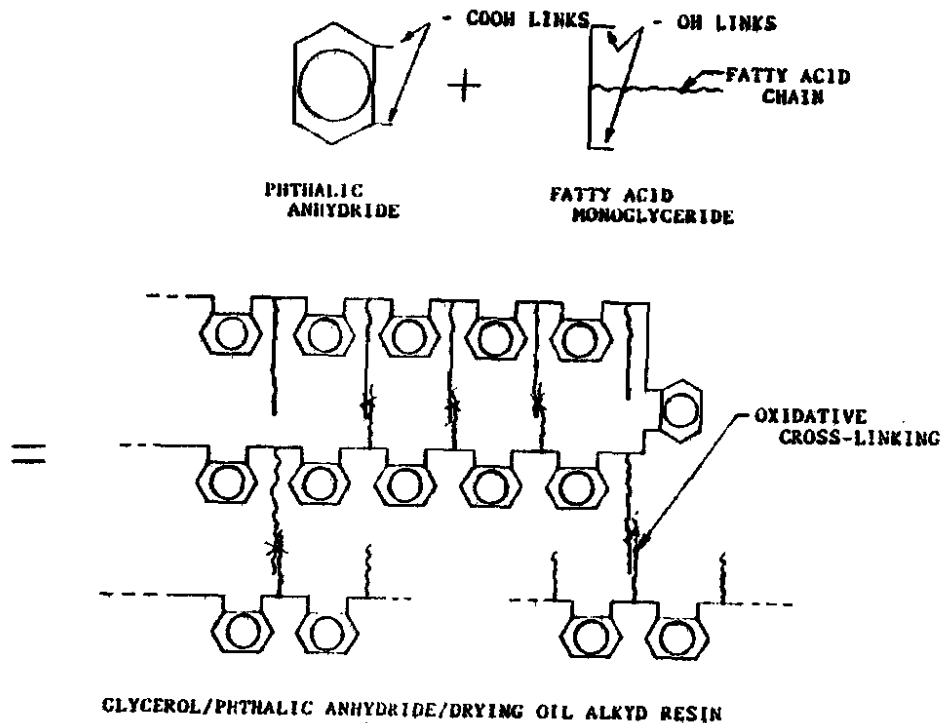 - COOH LINKS
- OH LINKS
FATTY ACID
CHAIN
+
PHTHALIC
ANHYDRIDE
FATTY ACID
MONOGLYCERIDE
=
OXIDATIVE
CROSS-LINKING
GLYCEROL/PHTHALIC ANHYDRIDE/DRYING OIL ALKYD RESIN